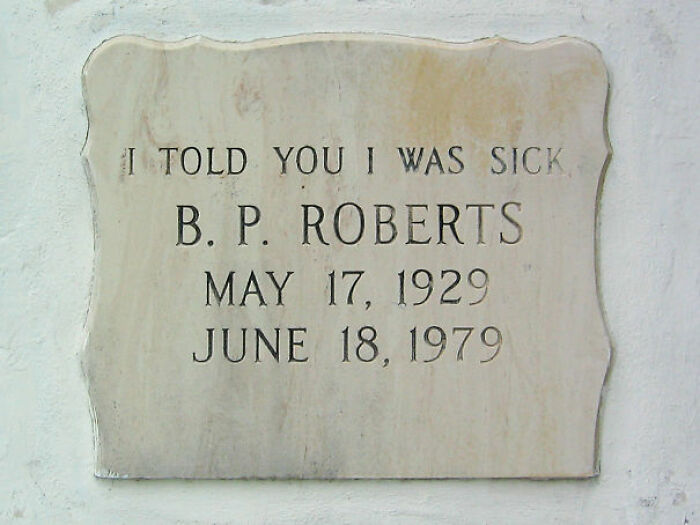 I TOLD YOU I WAS SICK
B. P. ROBERTS
MAY 17, 1929
JUNE 18, 1979